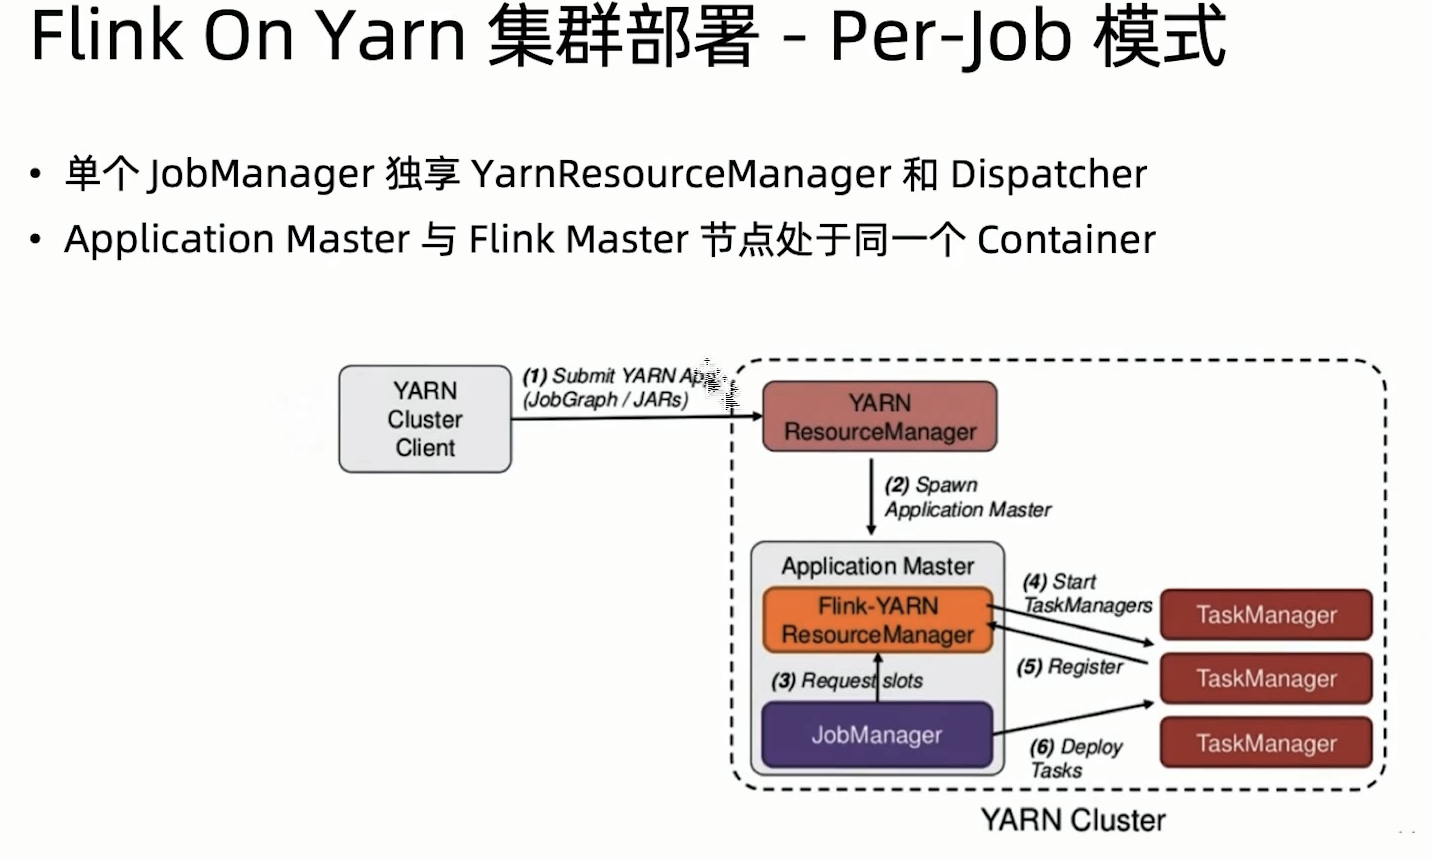 Flink On Yarn 集群部署 - Per-Job 模式
• 单个 JobManager 独享 YarnResourceManager 和 Dispatcher
• Application Master 与 Flink Master 节点处于同一个 Container
YARN
Cluster
Client
(1) Submit YARN
(JobGraph / JARs)
YARN
ResourceManager
(2) Spawn
Application Master
Application Master
Flink-YARN
ResourceManager
(3) Request slots
JobManager
(4) Start
TaskManagers
(5) Register
(6) Deploy
Tasks
TaskManager
TaskManager
TaskManager
YARN Cluster